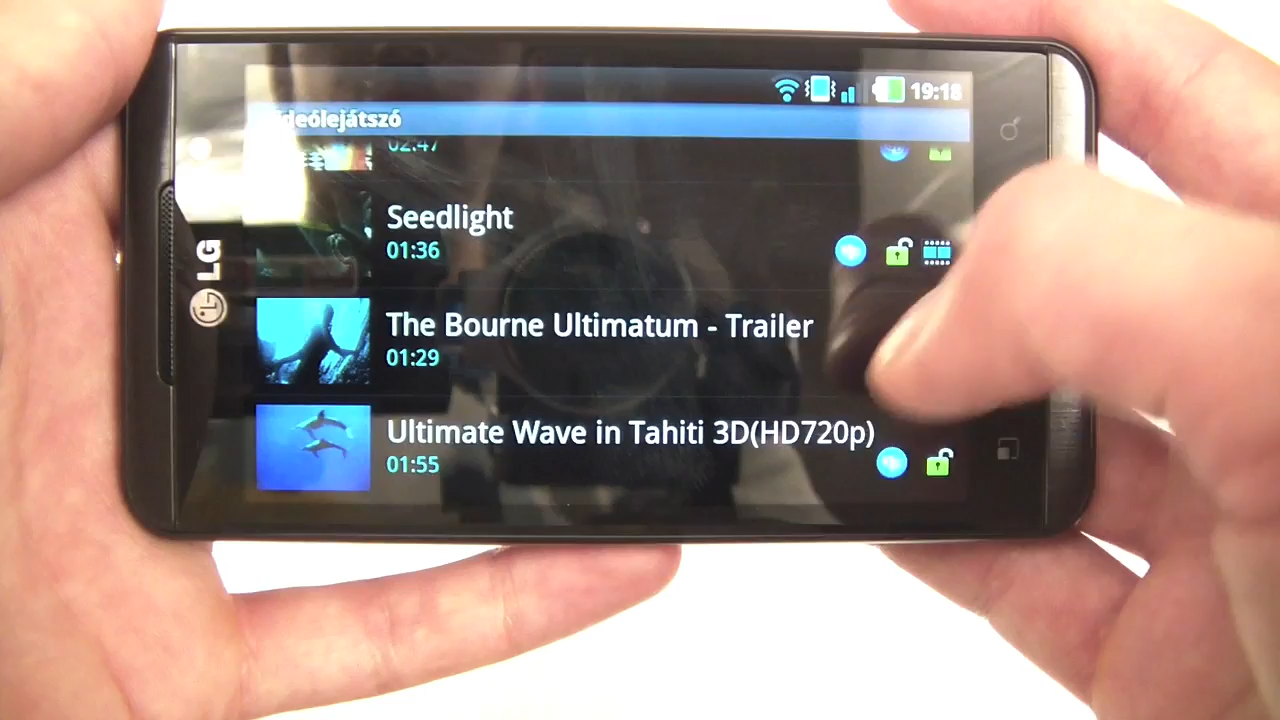 19:18
deólejátszó
02:47
Seedlight
01:36
The Bourne Ultimatum - Trailer
01:29
Ultimate Wave in Tahiti 3D(HD720p)
01:55
LG